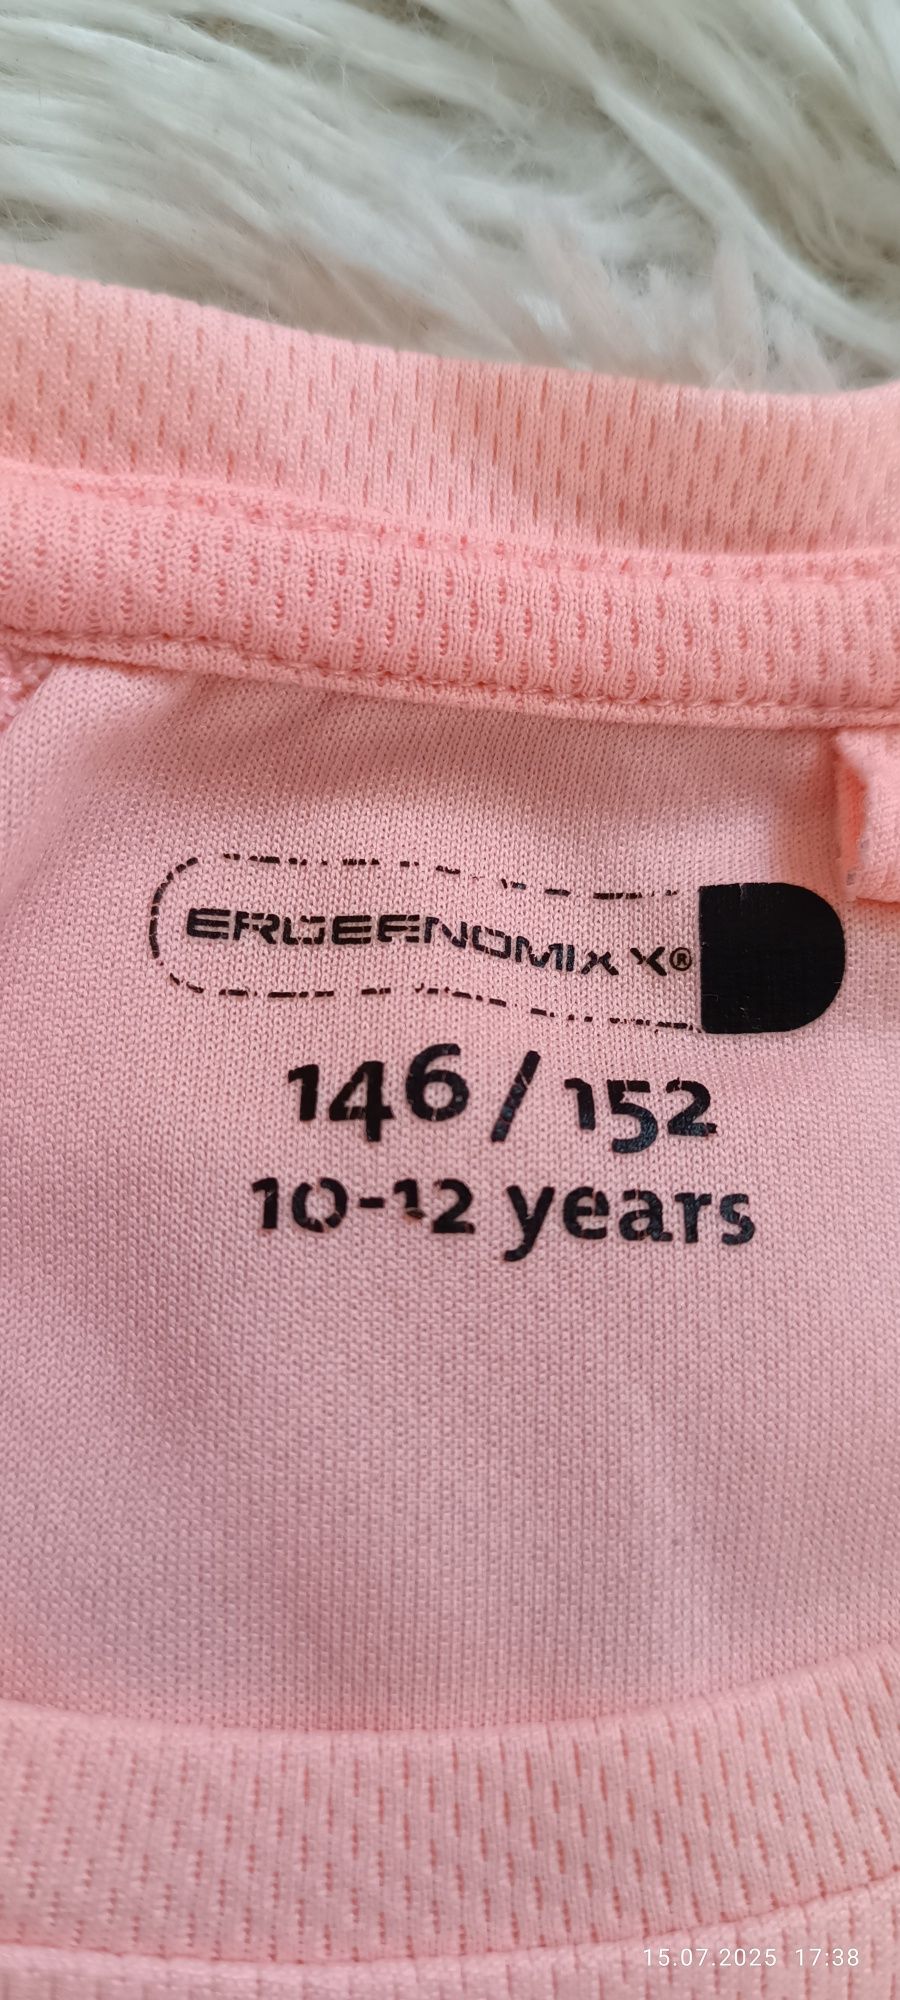 ERGEENOMIXX®
146/152
10-12 years
15.07.2025 17:38